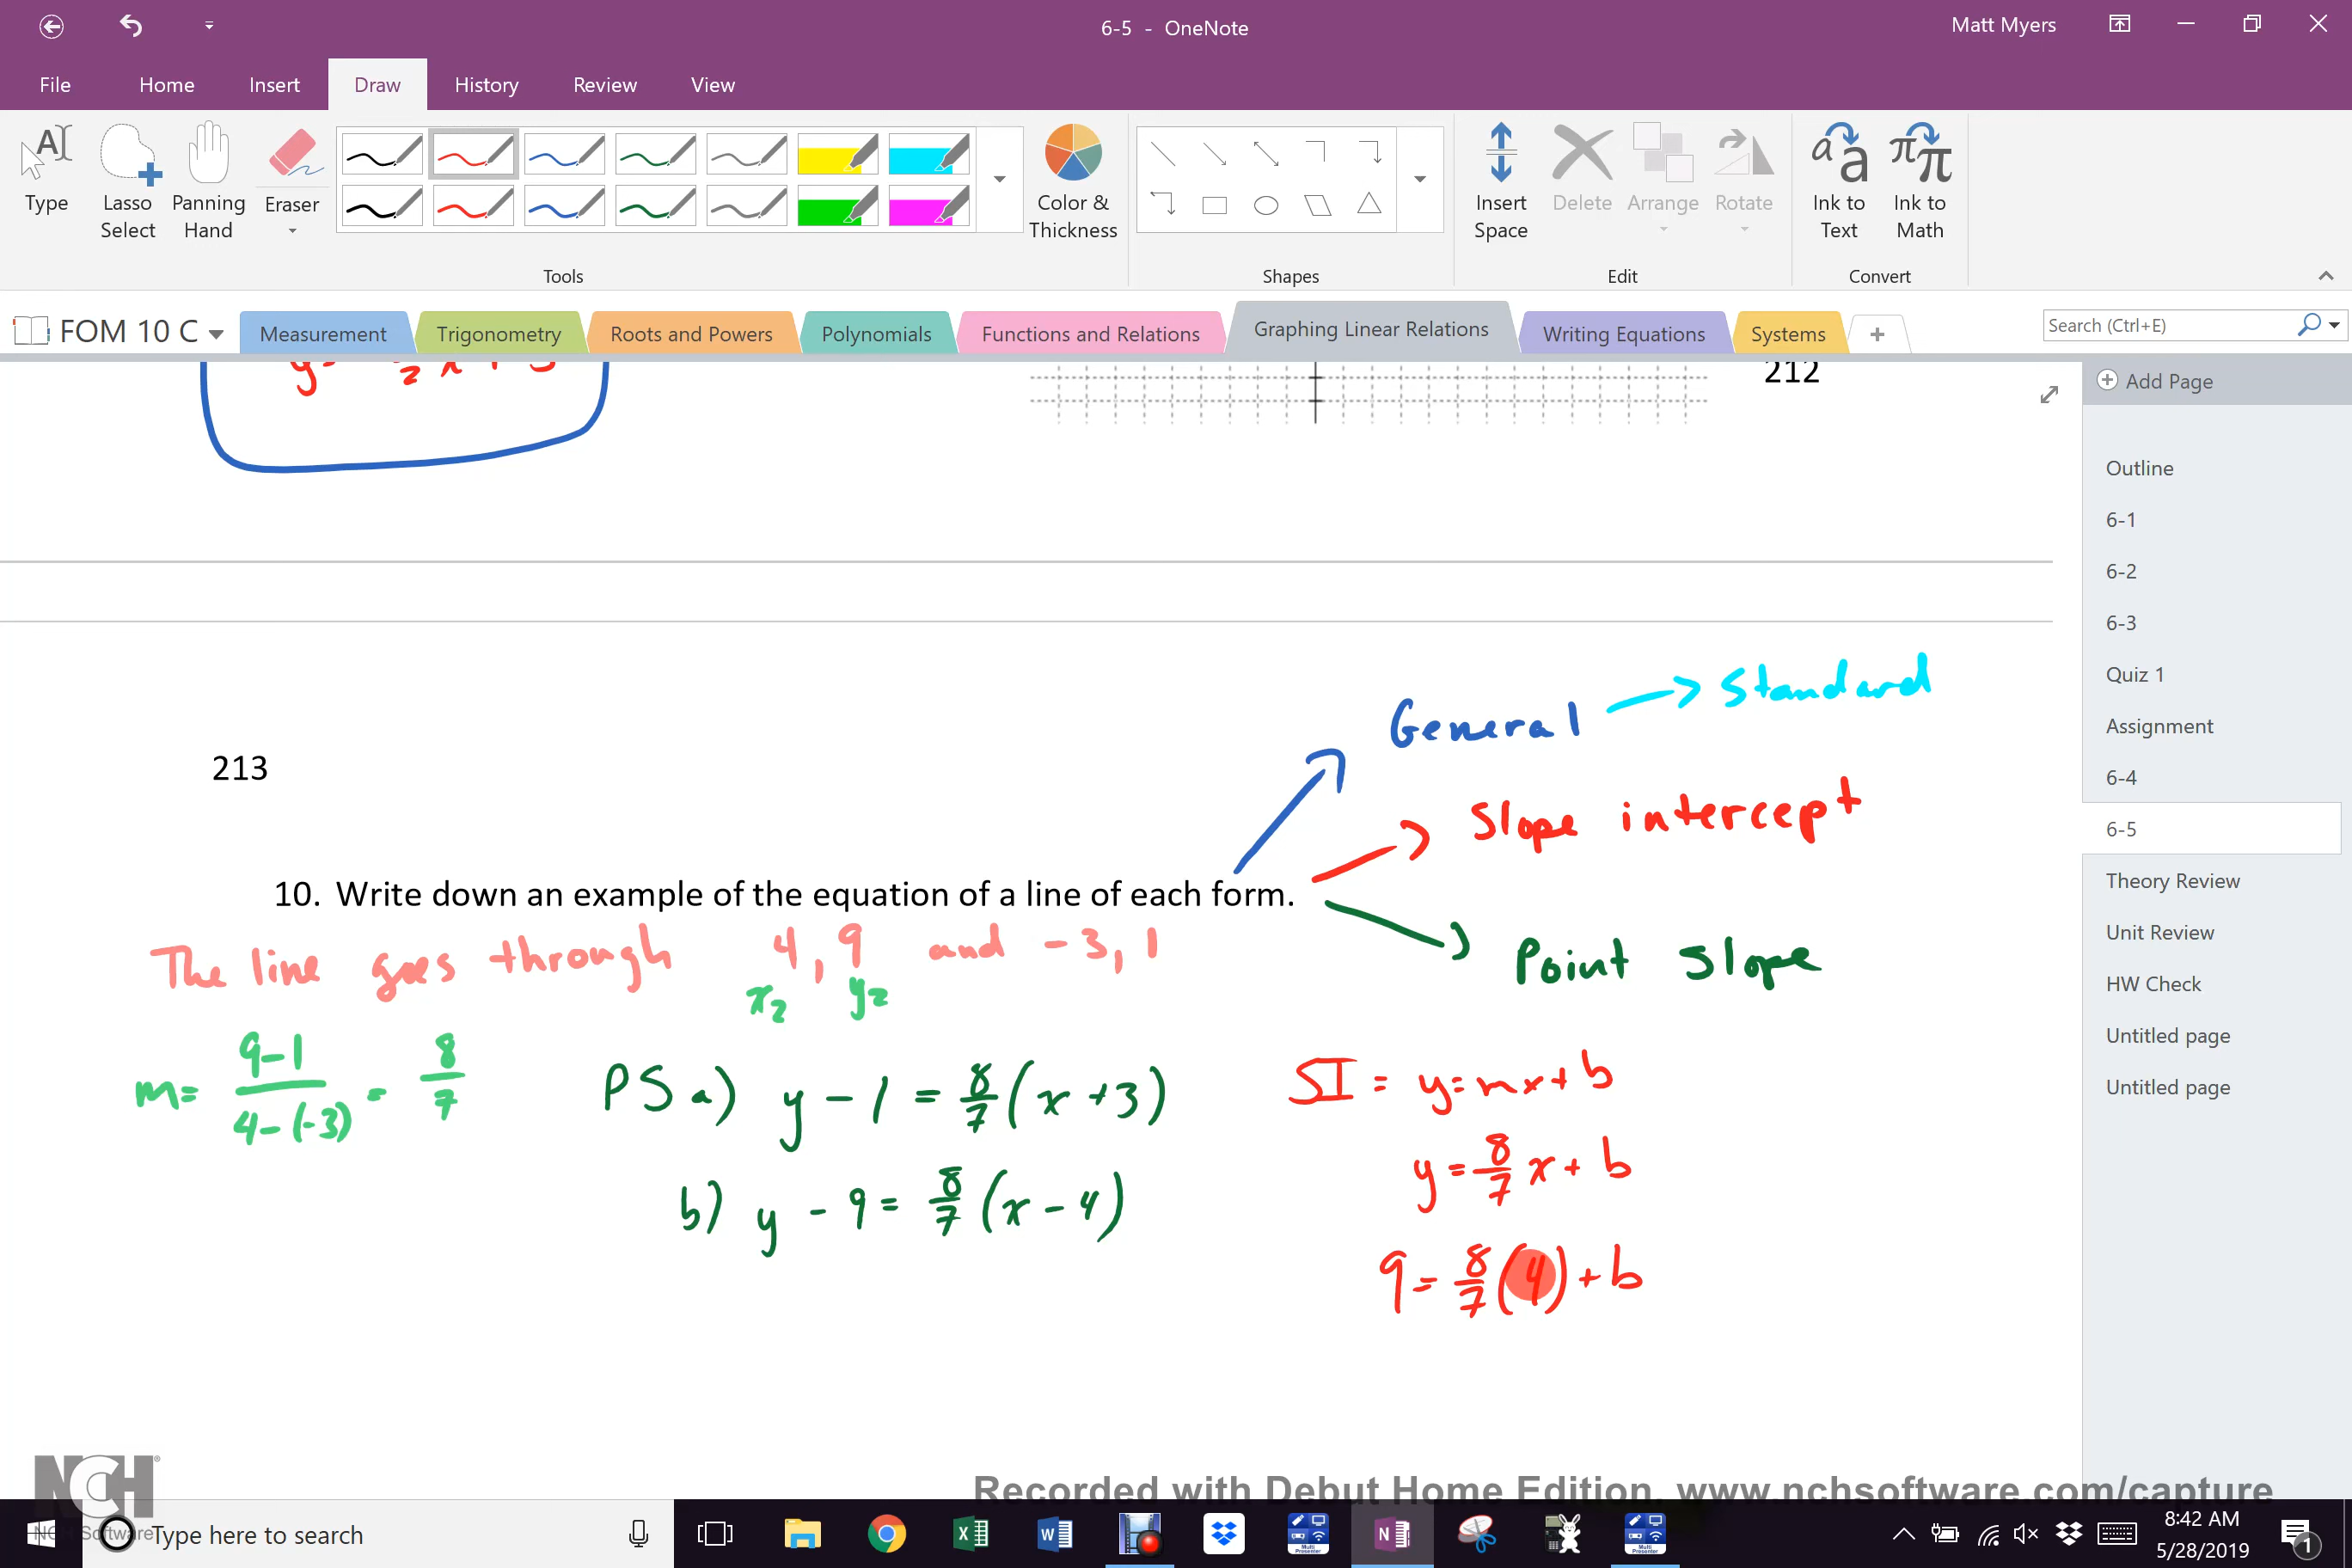 6-5 - OneNote
Matt Myers
File Home Insert Draw History Review View
Type
Lasso Select
Panning Hand
Eraser
Color & Thickness
Insert Space
Delete
Arrange
Rotate
Ink to Text
Ink to Math
Tools Shapes Edit Convert
FOM 10 C
Measurement Trigonometry Roots and Powers Polynomials Functions and Relations Graphing Linear Relations Writing Equations Systems +
Search (Ctrl+E)
212
Add Page
Outline
6-1
6-2
6-3
Quiz 1
Assignment
6-4
6-5
Theory Review
Unit Review
HW Check
Untitled page
Untitled page
General → Standard
213
Slope intercept
10. Write down an example of the equation of a line of each form.
The line goes through 4, 9 and -3, 1
x2 y2
Point Slope
m = 9-1 / 4-(-3) = 8/7
PS a) y - 1 = 8/7 (x + 3)
b) y - 9 = 8/7 (x - 4)
SI = y = mx + b
y = 8/7 x + b
9 = 8/7 (4) + b
NCH
NCH Software
Recorded with Debut Home Edition. www.nchsoftware.com/capture
Type here to search
8:42 AM
5/28/2019
1